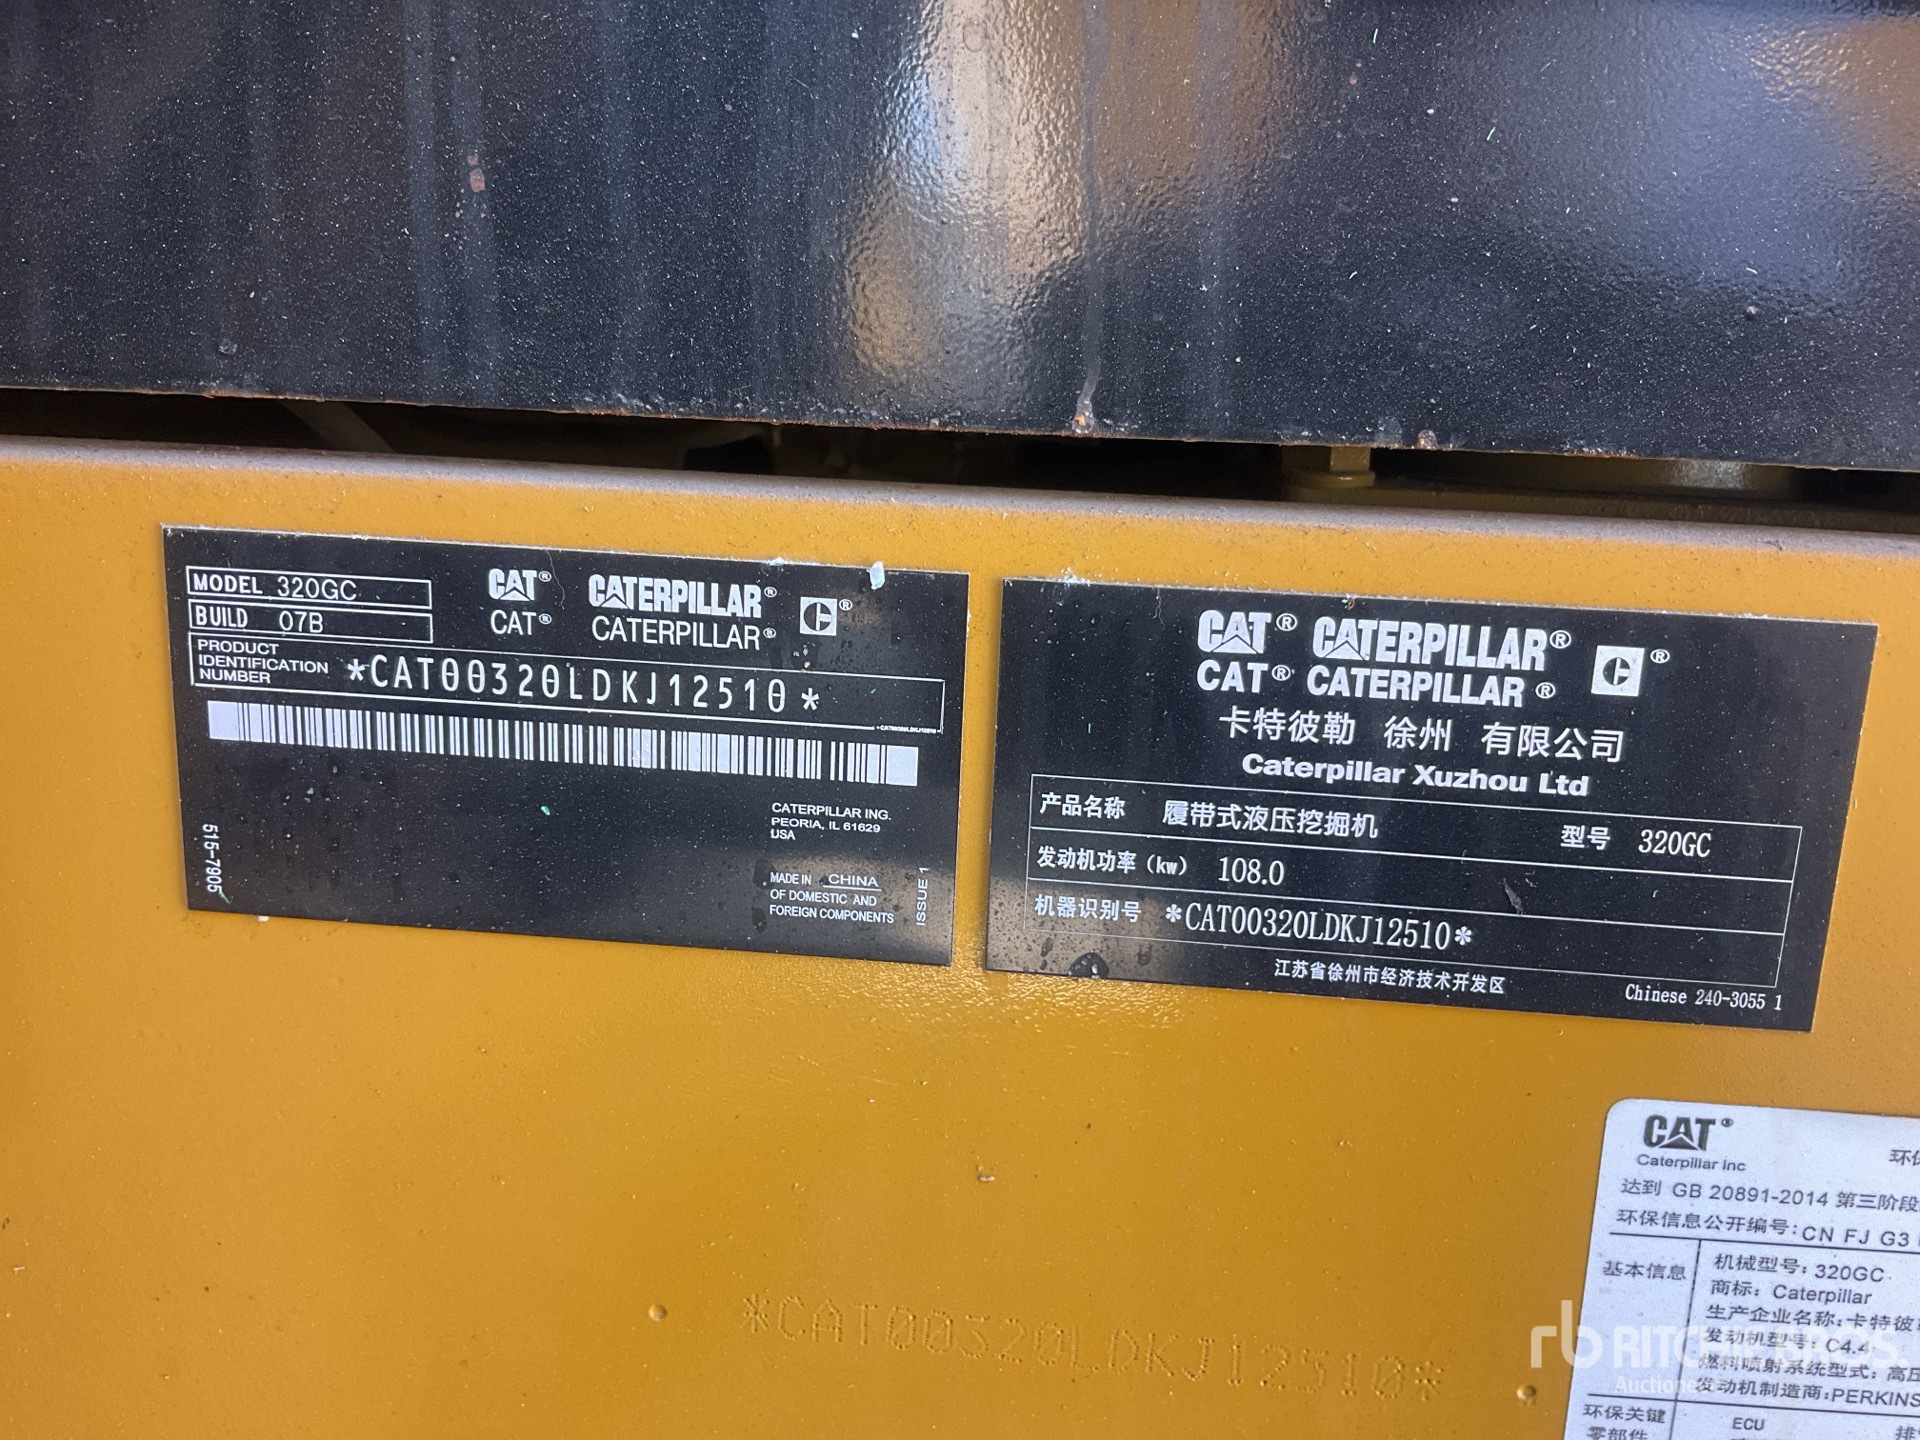 MODEL 320GC
BUILD 07B
CAT® CATERPILLAR® C®
CAT® CATERPILLAR®
PRODUCT
IDENTIFICATION
NUMBER
*CAT00320LDKJ12510*
*CAT00320LDKJ12510*
CATERPILLAR INC.
PEORIA, IL 61629
USA
MADE IN CHINA
OF DOMESTIC AND
FOREIGN COMPONENTS
515-7905
ISSUE 1
CAT® CATERPILLAR® C®
CAT® CATERPILLAR®
卡特彼勒 徐州 有限公司
Caterpillar Xuzhou Ltd
产品名称 履带式液压挖掘机 型号 320GC
发动机功率（kw） 108.0
机器识别号 *CAT00320LDKJ12510*
江苏省徐州市经济技术开发区
Chinese 240-3055 1
CAT®
Caterpillar Inc
环保
达到 GB 20891-2014 第三阶段
环保信息公开编号:CN FJ G3
基本信息
机械型号: 320GC
商标: Caterpillar
生产企业名称:卡特彼
发动机型号: C4.4
燃料喷射系统型式: 高压
发动机制造商:PERKINS
环保关键
零部件
ECU
排
*CAT00320LDKJ12510*
rb RITCHIE BROS
Auctioneers